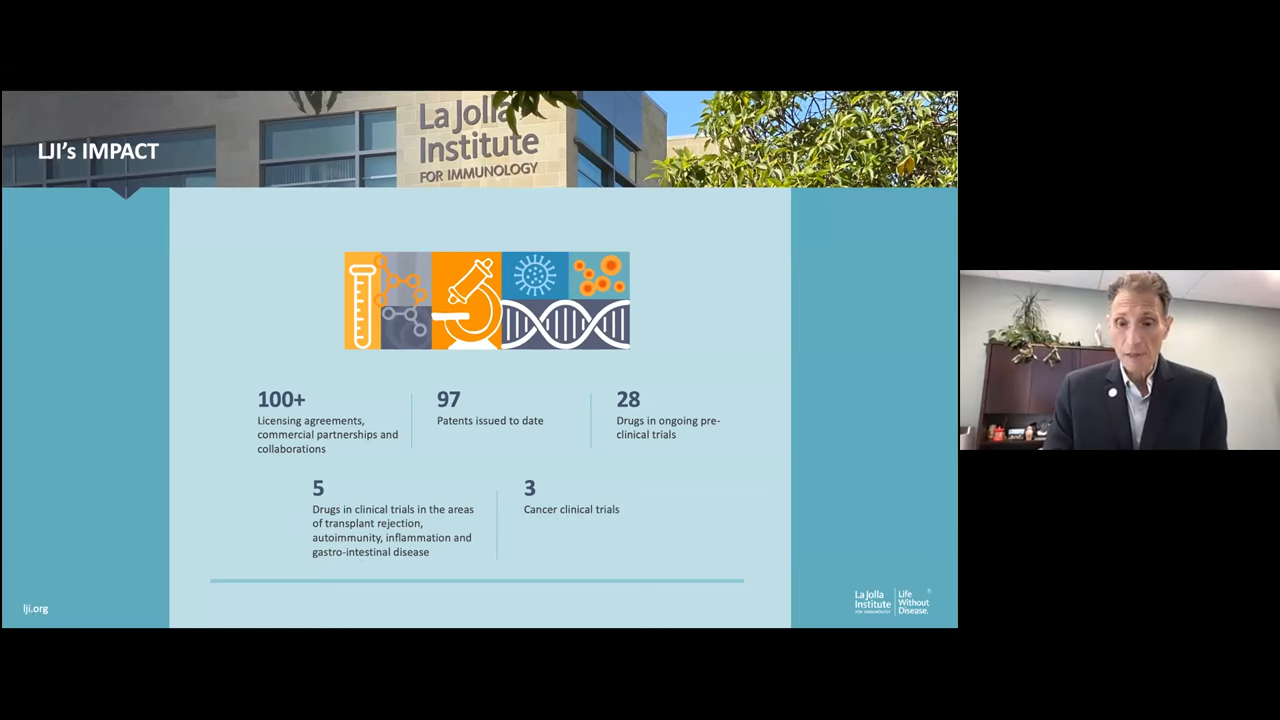 LJI's IMPACT
La Jolla
Institute
FOR IMMUNOLOGY
100+
Licensing agreements,
commercial partnerships and
collaborations
97
Patents issued to date
28
Drugs in ongoing pre-
clinical trials
5
Drugs in clinical trials in the areas
of transplant rejection,
autoimmunity, inflammation and
gastro-intestinal disease
3
Cancer clinical trials
lji.org
La Jolla
Institute
FOR IMMUNOLOGY
Life
Without
Disease.
®